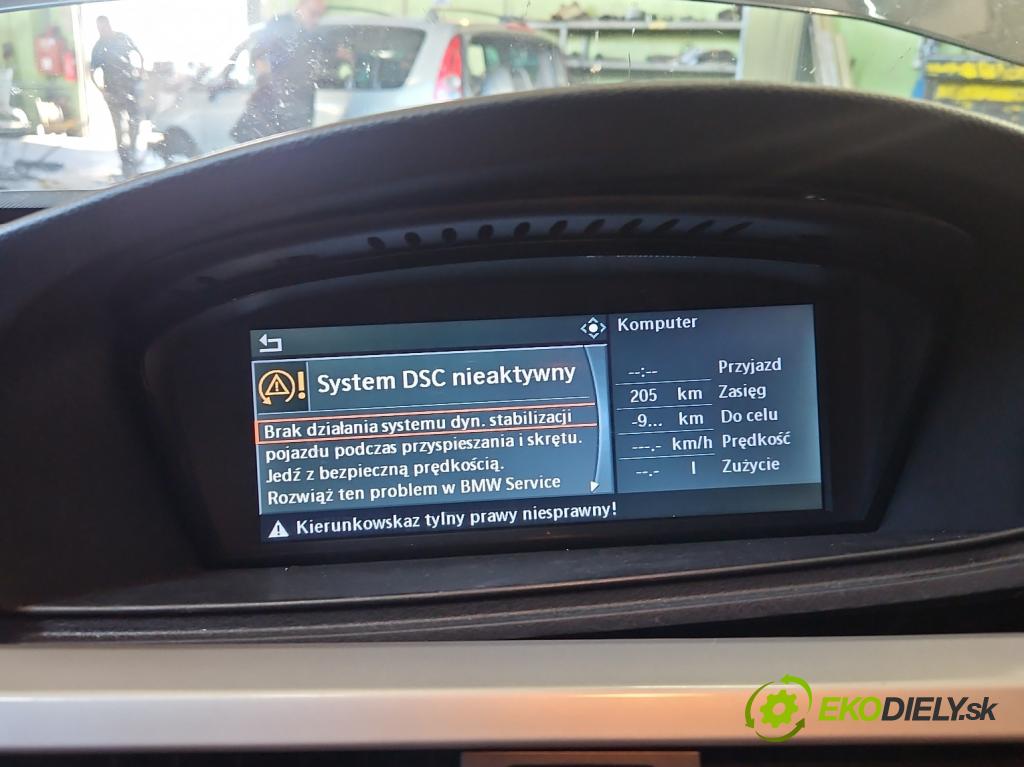 System DSC nieaktywny
Brak działania systemu dyn. stabilizacji
pojazdu podczas przyspieszania i skrętu.
Jedź z bezpieczną prędkością.
Rozwiąż ten problem w BMW Service
Kierunkowskaz tylny prawy niesprawny!
Komputer
--:-- Przyjazd
205 km Zasięg
-9... km Do celu
---.- km/h Prędkość
--.- l Zużycie
EKODIELY.sk